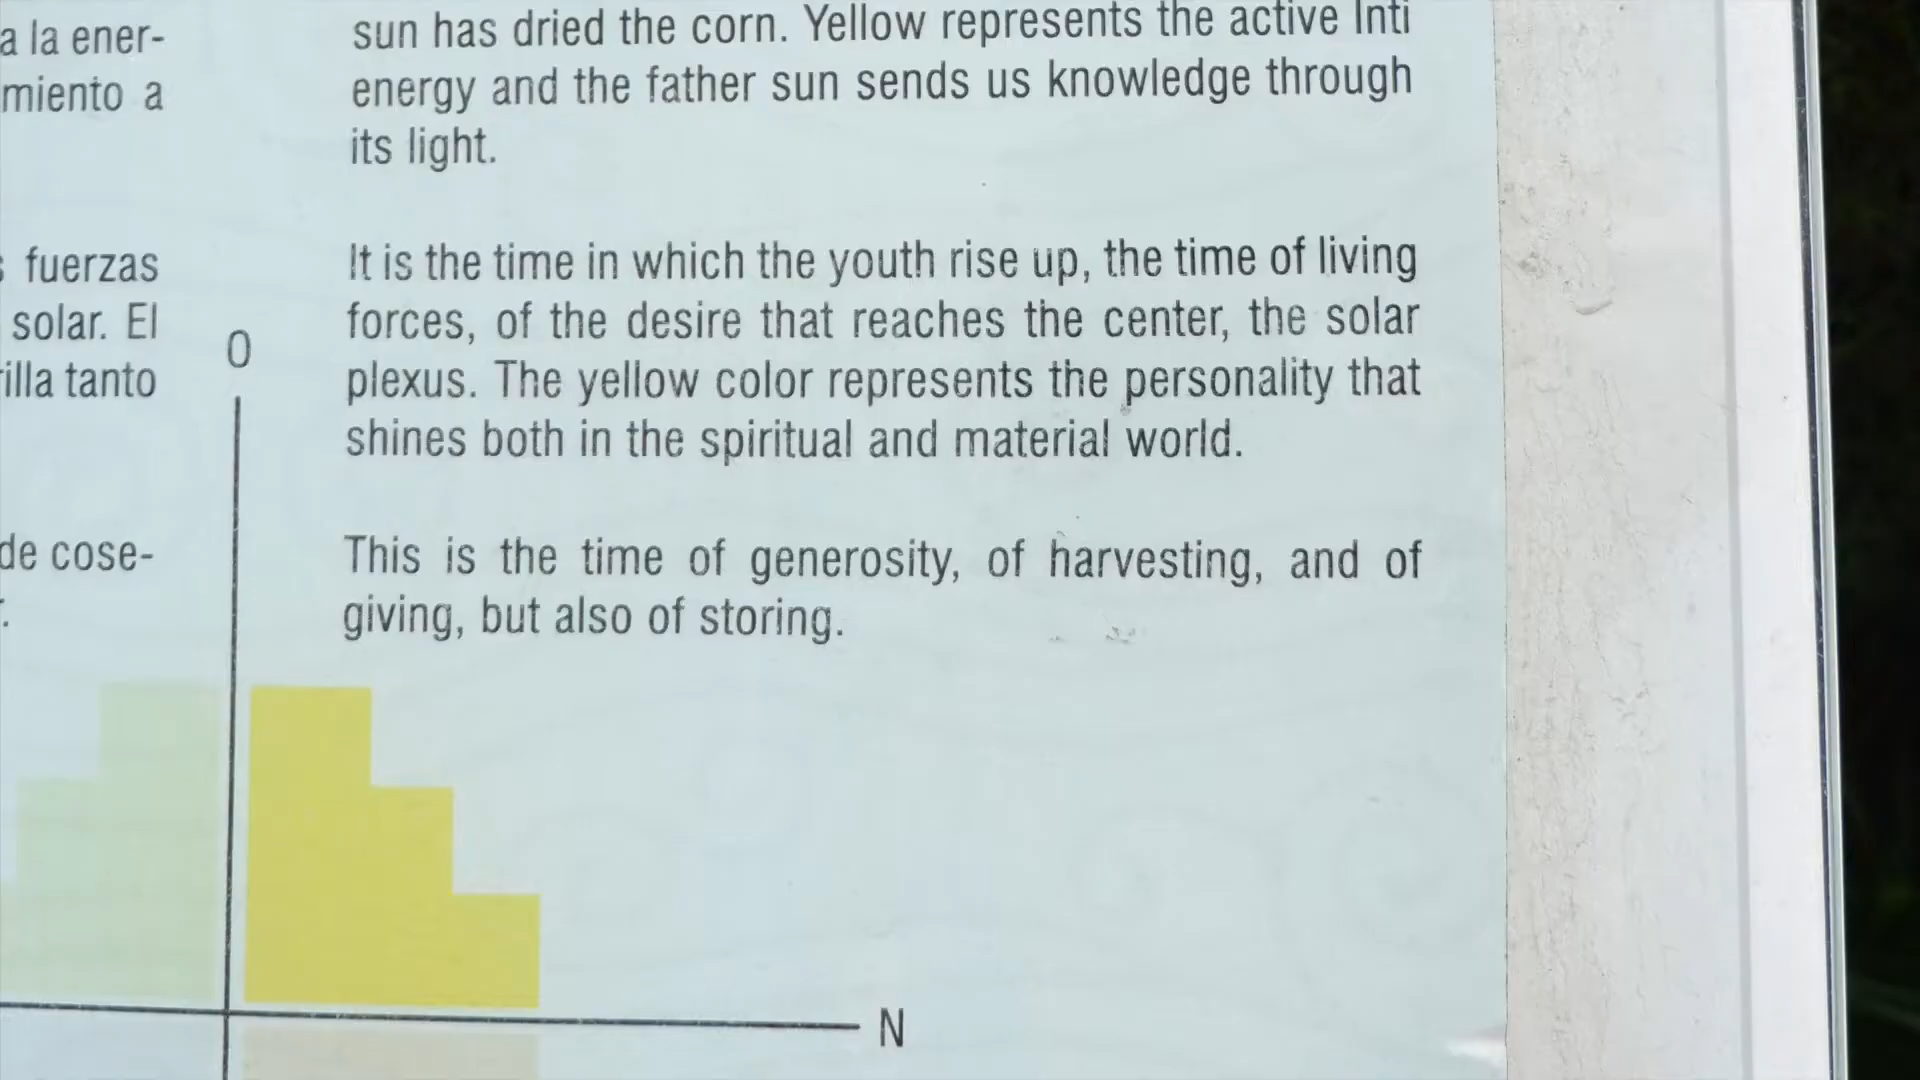 a la ener-
miento a
fuerzas
solar. El
illa tanto
de cose-
sun has dried the corn. Yellow represents the active Inti
energy and the father sun sends us knowledge through
its light.
It is the time in which the youth rise up, the time of living
forces, of the desire that reaches the center, the solar
plexus. The yellow color represents the personality that
shines both in the spiritual and material world.
This is the time of generosity, of harvesting, and of
giving, but also of storing.
O
N